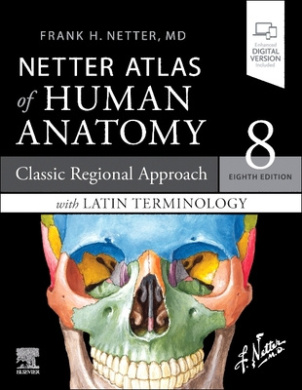 FRANK H. NETTER, MD
Enhanced
DIGITAL
VERSION
Included
NETTER ATLAS
of HUMAN
ANATOMY
Classic Regional Approach
8
EIGHTH EDITION
with LATIN TERMINOLOGY
ELSEVIER
F. Netter
M.D.